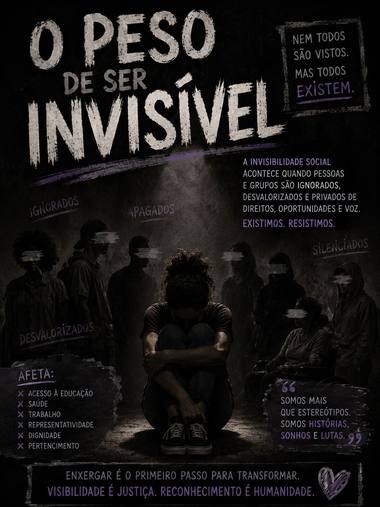 O PESO
DE SER
INVISÍVEL
NEM TODOS
SÃO VISTOS.
MAS TODOS
EXISTEM.
A INVISIBILIDADE SOCIAL
ACONTECE QUANDO PESSOAS
E GRUPOS SÃO IGNORADOS,
DESVALORIZADOS E PRIVADOS DE
DIREITOS, OPORTUNIDADES E VOZ.
EXISTIMOS. RESISTIMOS.
IGNORADOS
APAGADOS
SILENCIADOS
DESVALORIZADOS
AFETA:
X ACESSO À EDUCAÇÃO
X SAÚDE
X TRABALHO
X REPRESENTATIVIDADE
X DIGNIDADE
X PERTENCIMENTO
“SOMOS MAIS
QUE ESTEREÓTIPOS.
SOMOS HISTÓRIAS,
SONHOS E LUTAS.”
ENXERGAR É O PRIMEIRO PASSO PARA TRANSFORMAR.
VISIBILIDADE É JUSTIÇA. RECONHECIMENTO É HUMANIDADE.